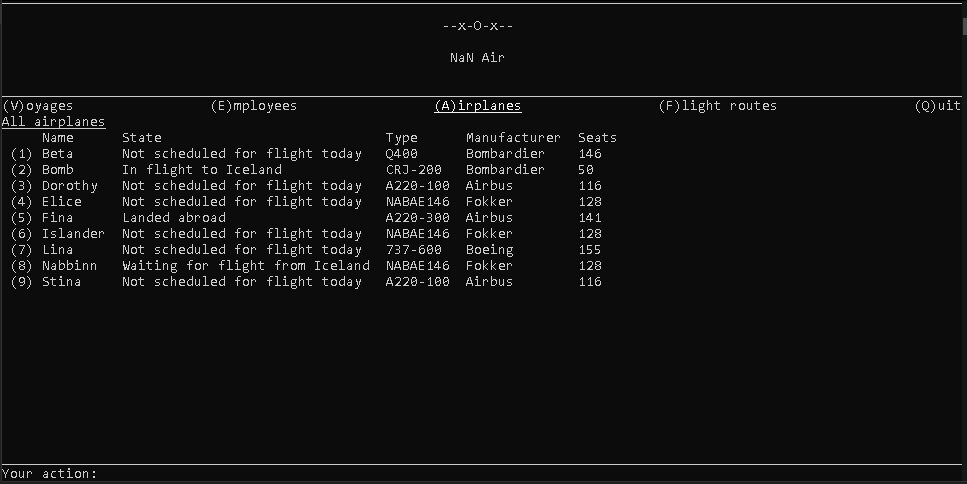 --x-O-x--
NaN Air
(V)oyages (E)mployees (A)irplanes (F)light routes (Q)uit
All airplanes
Name State Type Manufacturer Seats
(1) Beta Not scheduled for flight today Q400 Bombardier 146
(2) Bomb In flight to Iceland CRJ-200 Bombardier 50
(3) Dorothy Not scheduled for flight today A220-100 Airbus 116
(4) Elice Not scheduled for flight today NABAE146 Fokker 128
(5) Fina Landed abroad A220-300 Airbus 141
(6) Islander Not scheduled for flight today NABAE146 Fokker 128
(7) Lina Not scheduled for flight today 737-600 Boeing 155
(8) Nabbinn Waiting for flight from Iceland NABAE146 Fokker 128
(9) Stina Not scheduled for flight today A220-100 Airbus 116
Your action: